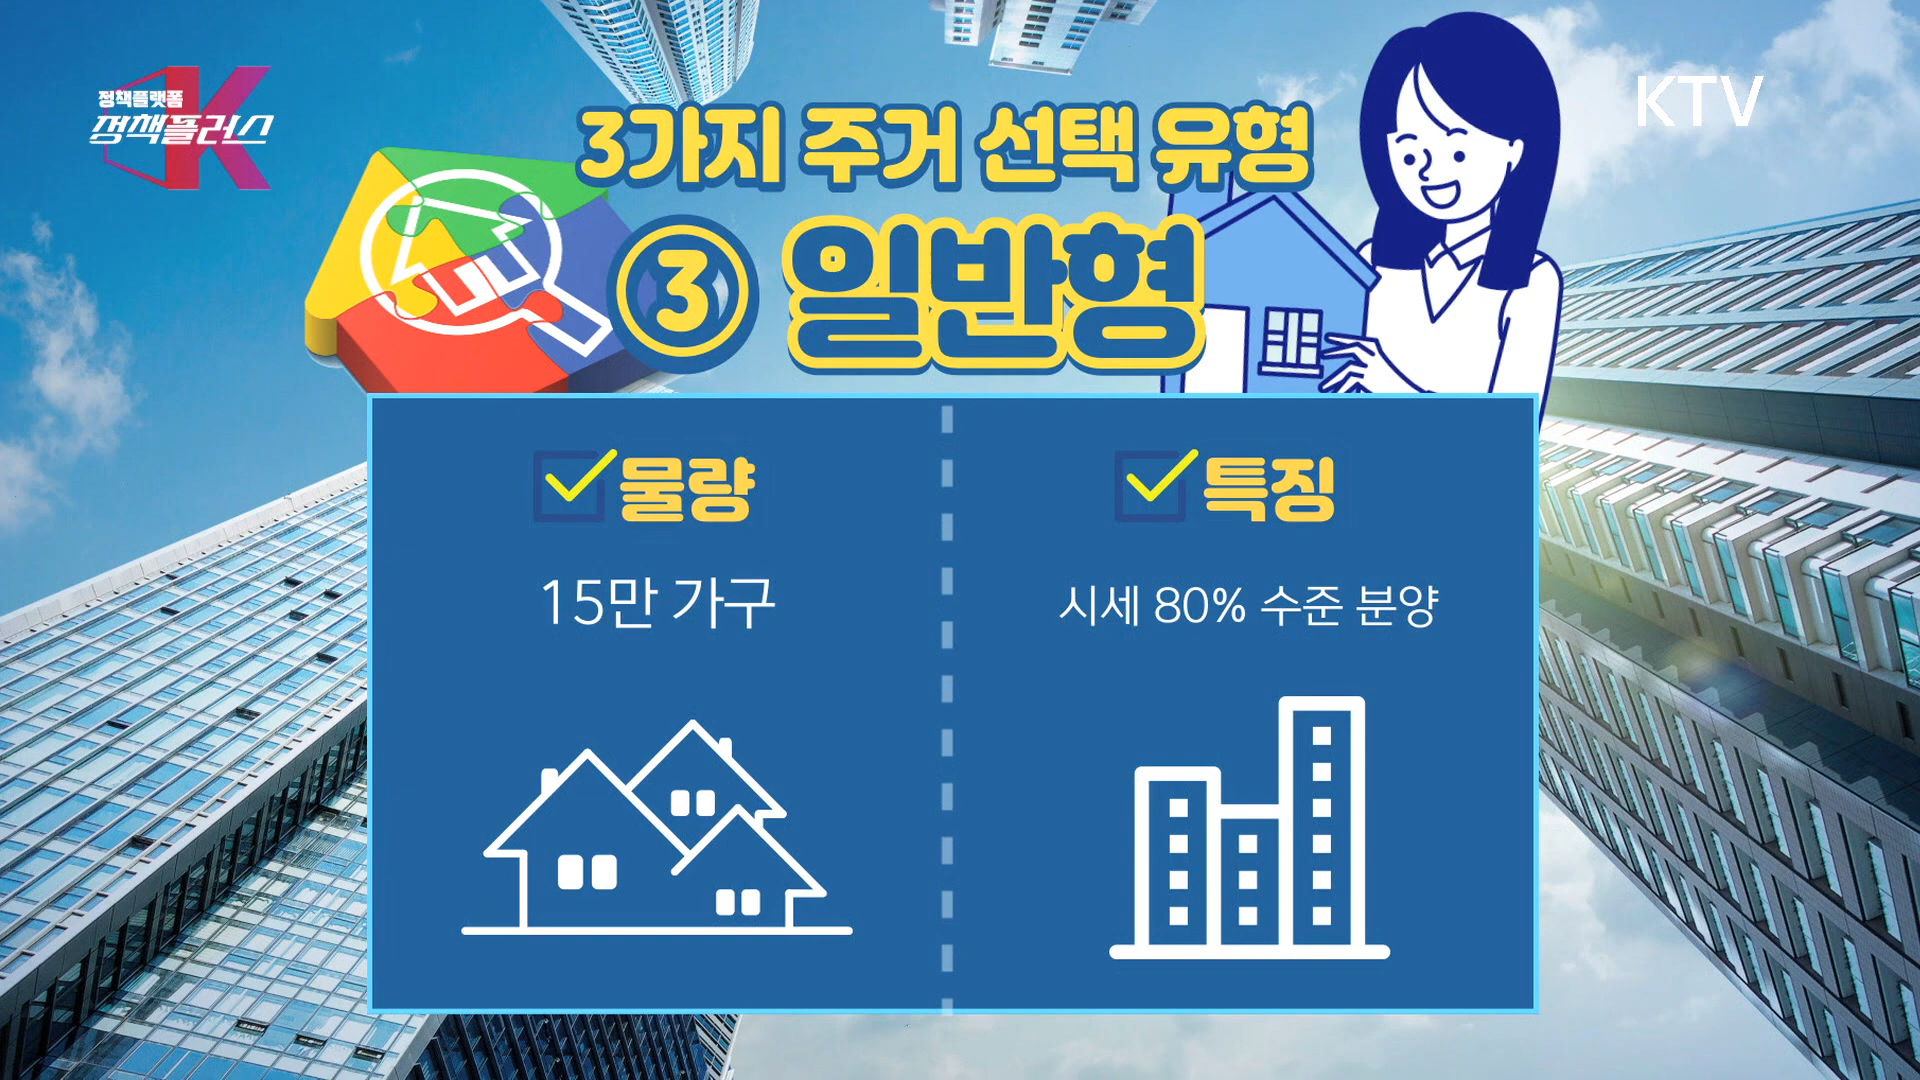 정책플랫폼
정책플러스
K
KTV
3가지 주거 선택 유형
③ 일반형
물량
15만 가구
특징
시세 80% 수준 분양